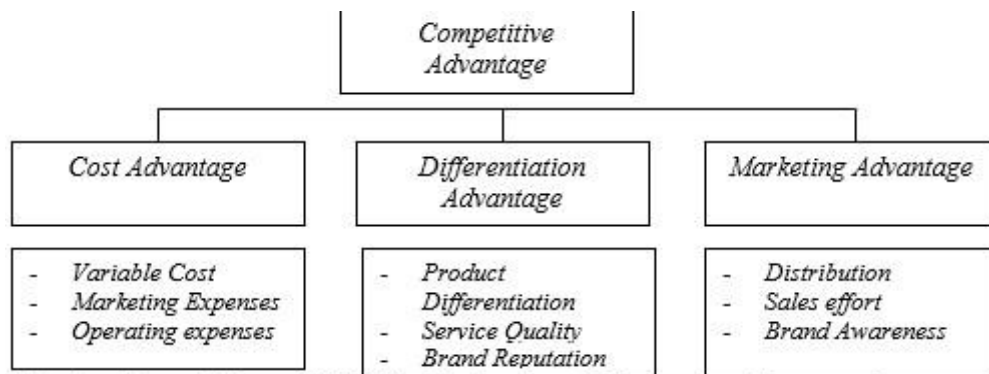 Competitive
Advantage
Cost Advantage
Differentiation
Advantage
Marketing Advantage
- Variable Cost
- Marketing Expenses
- Operating expenses
- Product
Differentiation
- Service Quality
- Brand Reputation
- Distribution
- Sales effort
- Brand Awareness